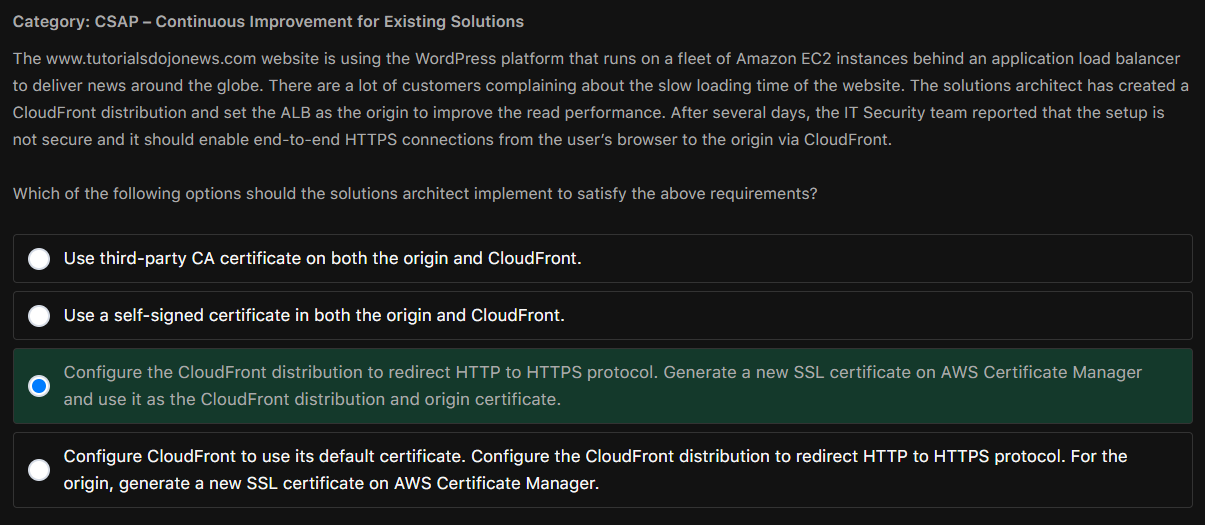 Category: CSAP – Continuous Improvement for Existing Solutions
The www.tutorialsdojonews.com website is using the WordPress platform that runs on a fleet of Amazon EC2 instances behind an application load balancer
to deliver news around the globe. There are a lot of customers complaining about the slow loading time of the website. The solutions architect has created a
CloudFront distribution and set the ALB as the origin to improve the read performance. After several days, the IT Security team reported that the setup is
not secure and it should enable end-to-end HTTPS connections from the user’s browser to the origin via CloudFront.
Which of the following options should the solutions architect implement to satisfy the above requirements?
Use third-party CA certificate on both the origin and CloudFront.
Use a self-signed certificate in both the origin and CloudFront.
Configure the CloudFront distribution to redirect HTTP to HTTPS protocol. Generate a new SSL certificate on AWS Certificate Manager
and use it as the CloudFront distribution and origin certificate.
Configure CloudFront to use its default certificate. Configure the CloudFront distribution to redirect HTTP to HTTPS protocol. For the
origin, generate a new SSL certificate on AWS Certificate Manager.